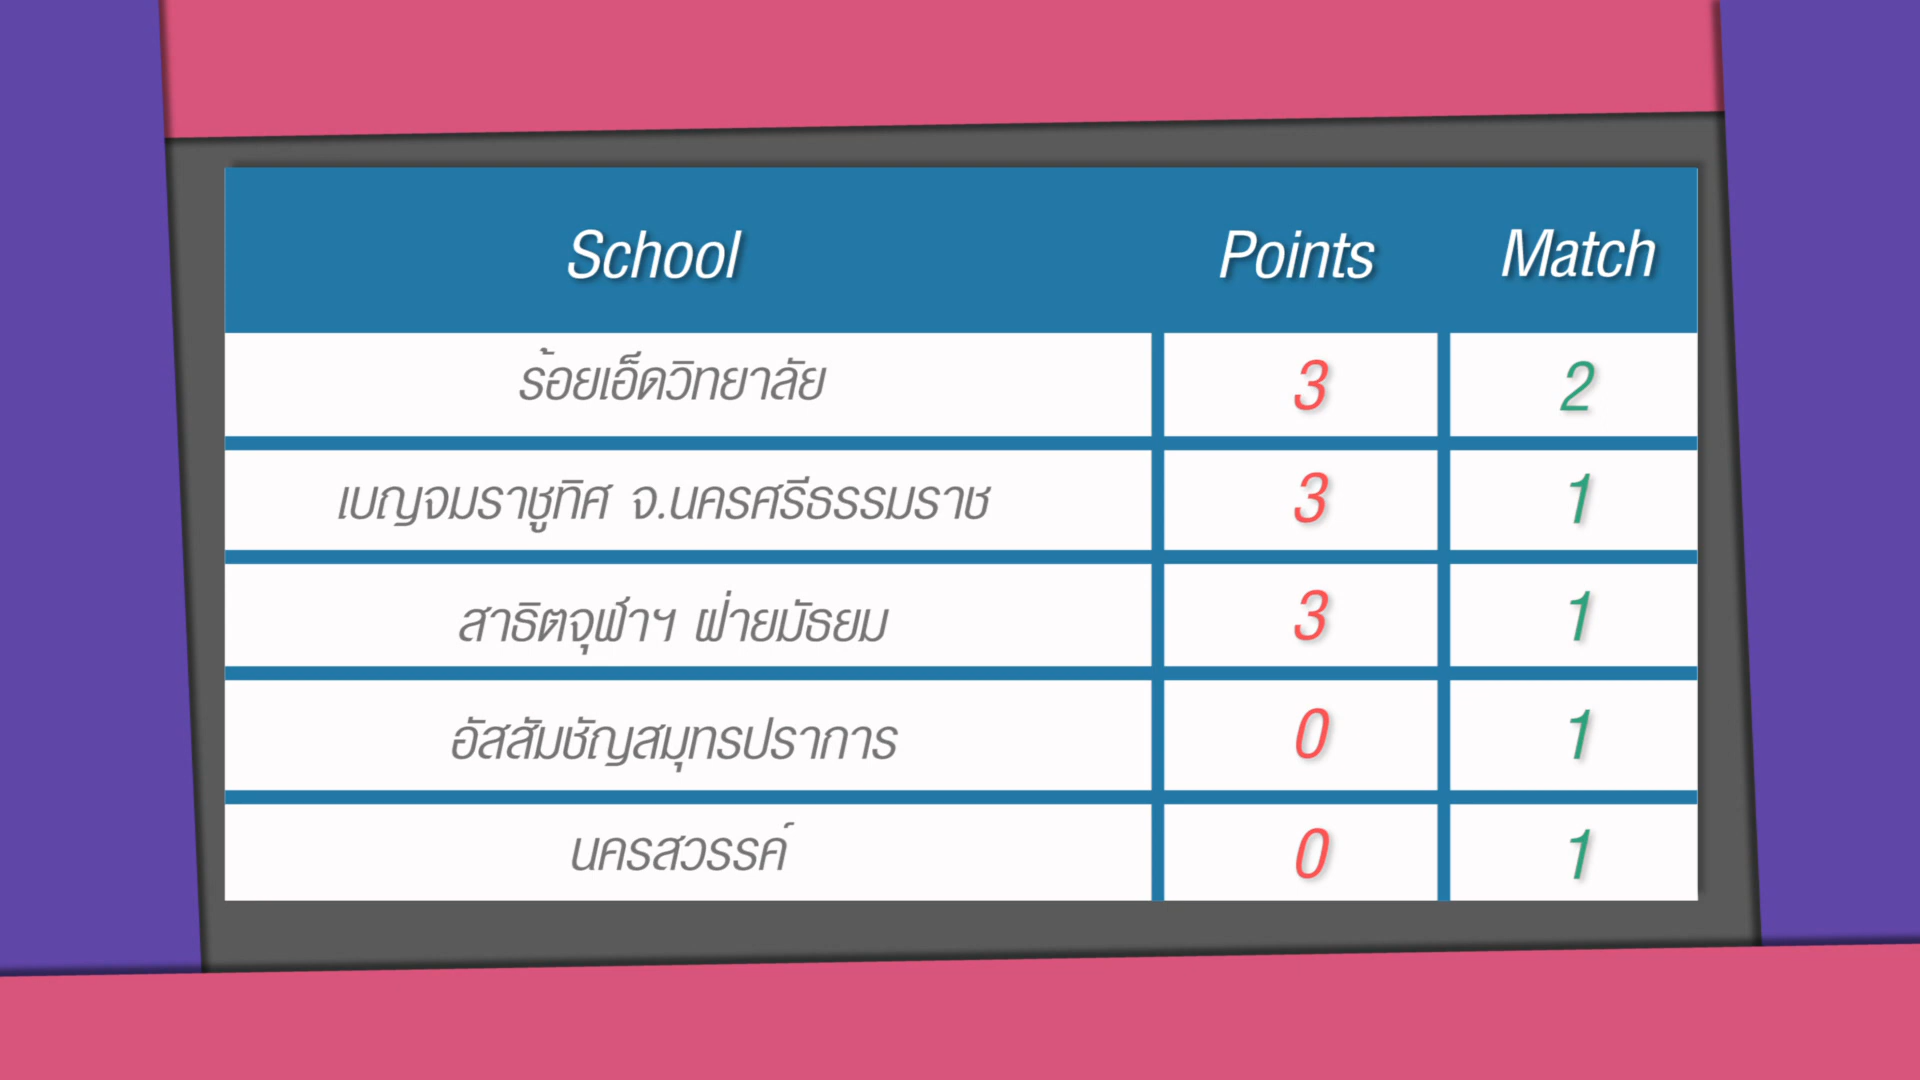 School Points Match
ร้อยเอ็ดวิทยาลัย 3 2
เบญจมราชูทิศ จ.นครศรีธรรมราช 3 1
สาธิตจุฬาฯ ฝ่ายมัธยม 3 1
อัสสัมชัญสมุทรปราการ 0 1
นครสวรรค์ 0 1